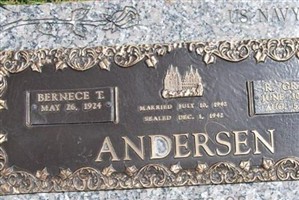 US NAVY
BERNECE T.
MAY 26, 1924
MARRIED JULY 10, 1942
SEALED DEC. 1, 1942
ANDERSEN